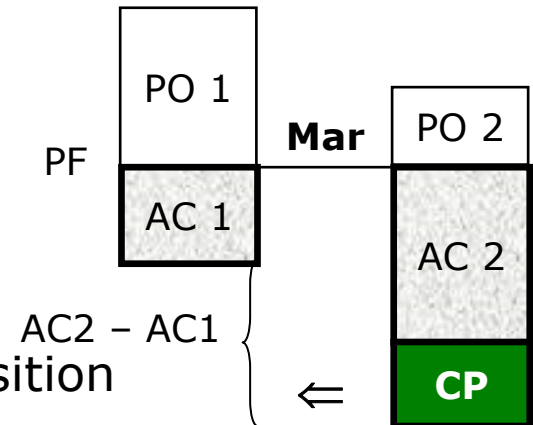 PO 1
Mar
PO 2
PF
AC 1
AC 2
AC2 – AC1
sition
⇐
CP